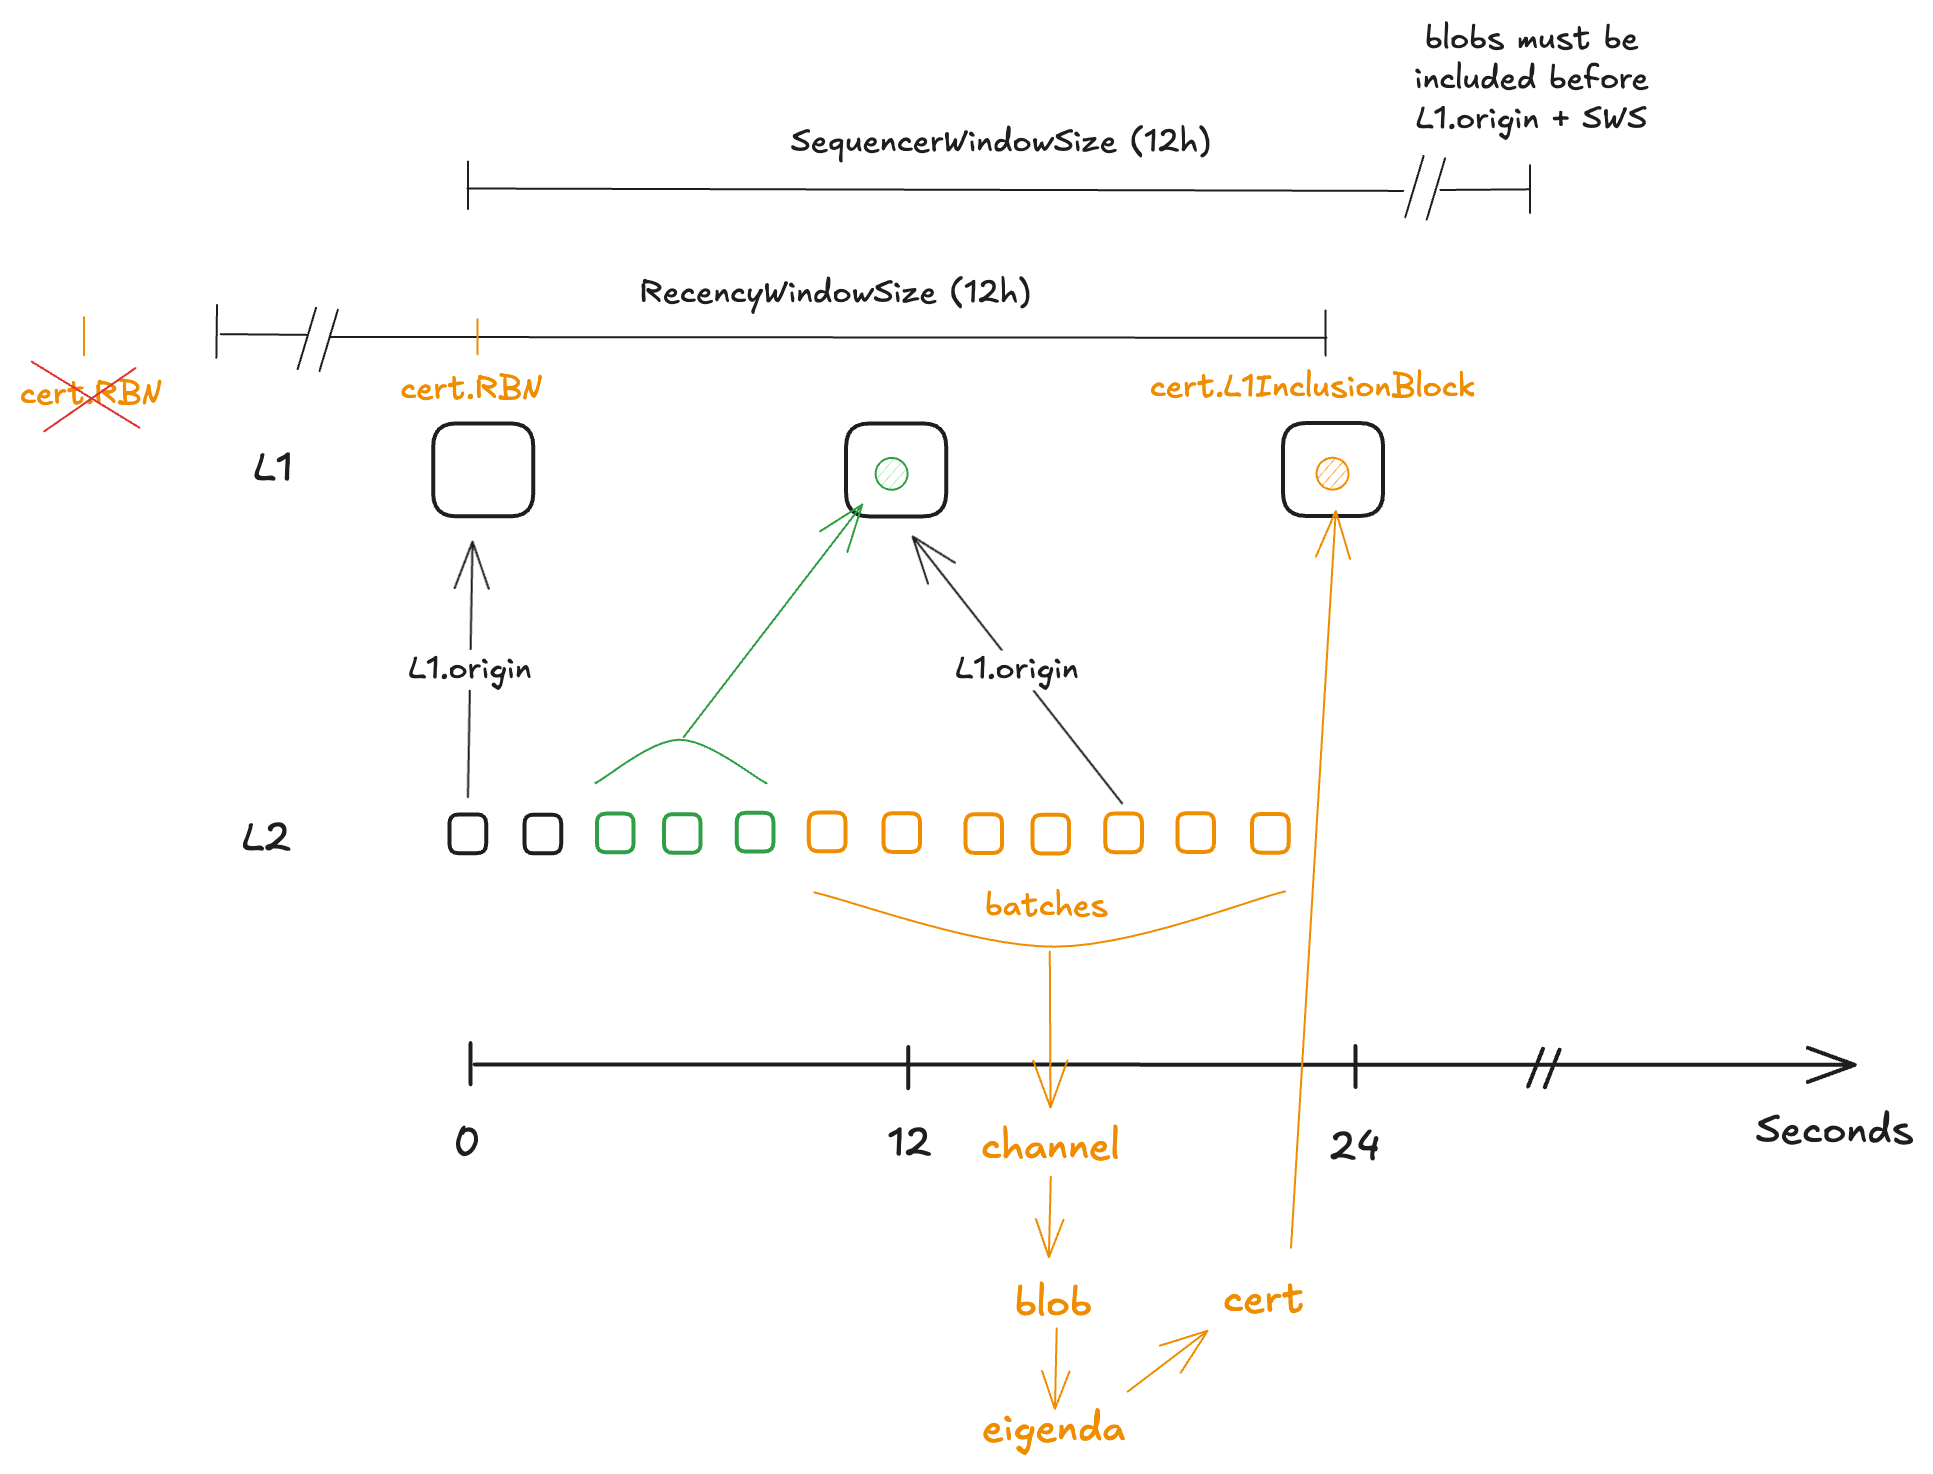 blobs must be
included before
L1.origin + SWS
SequencerWindowSize (12h)
RecencyWindowSize (12h)
cert.RBN
cert.RBN
cert.L1InclusionBlock
L1
L1.origin
L1.origin
L2
batches
0
12
24
Seconds
channel
blob
cert
eigenda